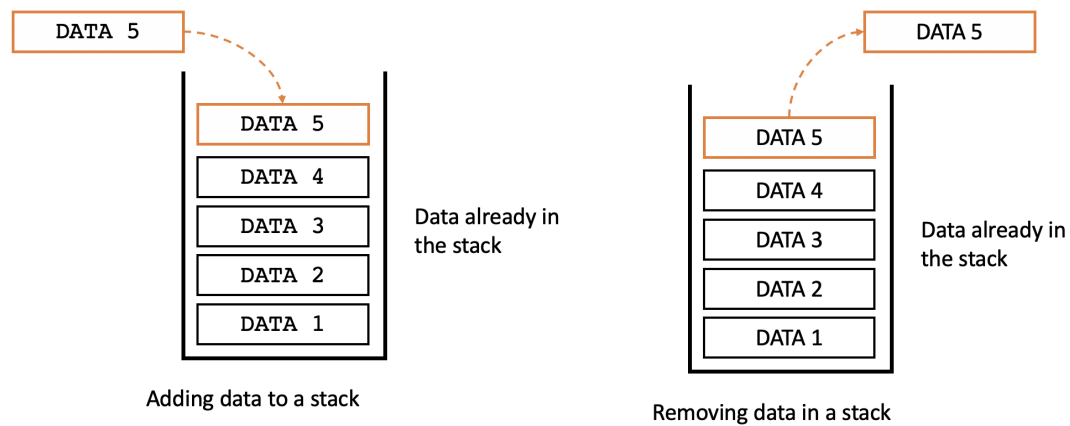 DATA 5
DATA 5
DATA 4
DATA 3
DATA 2
DATA 1
Data already in
the stack
Adding data to a stack
DATA 5
DATA 5
DATA 4
DATA 3
DATA 2
DATA 1
Data already in
the stack
Removing data in a stack